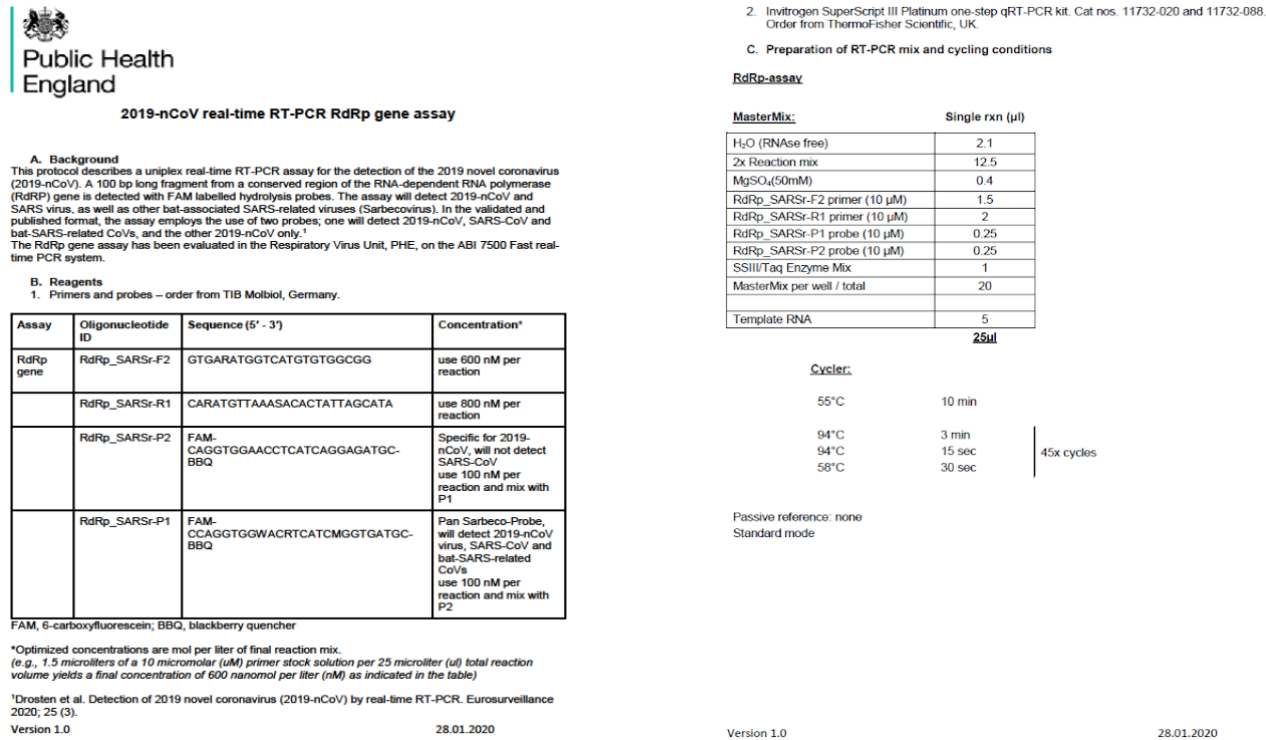 Public Health
England
2019-nCoV real-time RT-PCR RdRp gene assay
A. Background
This protocol describes a uniplex real-time RT-PCR assay for the detection of the 2019 novel coronavirus
(2019-nCoV). A 100 bp long fragment from a conserved region of the RNA-dependent RNA polymerase
(RdRP) gene is detected with FAM labelled hydrolysis probes. The assay will detect 2019-nCoV and
SARS virus, as well as other bat-associated SARS-related viruses (Sarbecovirus). In the validated and
published format, the assay employs the use of two probes; one will detect 2019-nCoV, SARS-CoV and
bat-SARS-related CoVs, and the other 2019-nCoV only.¹
The RdRp gene assay has been evaluated in the Respiratory Virus Unit, PHE, on the ABI 7500 Fast real-
time PCR system.
B. Reagents
1. Primers and probes – order from TIB Molbiol, Germany.
Assay Oligonucleotide ID Sequence (5' - 3') Concentration*
RdRp gene RdRp_SARSr-F2 GTGARATGGTCATGTGTGGCGG use 600 nM per reaction
RdRp_SARSr-R1 CARATGTTAAASACACTATTAGCATA use 800 nM per reaction
RdRp_SARSr-P2 FAM-CAGGTGGAACCTCATCAGGAGATGC-BBQ Specific for 2019-nCoV, will not detect SARS-CoV use 100 nM per reaction and mix with P1
RdRp_SARSr-P1 FAM-CCAGGTGGWACRTCATCMGGTGATGC-BBQ Pan Sarbeco-Probe, will detect 2019-nCoV virus, SARS-CoV and bat-SARS-related CoVs use 100 nM per reaction and mix with P2
FAM, 6-carboxyfluorescein; BBQ, blackberry quencher
*Optimized concentrations are mol per liter of final reaction mix.
(e.g., 1.5 microliters of a 10 micromolar (uM) primer stock solution per 25 microliter (ul) total reaction
volume yields a final concentration of 600 nanomol per liter (nM) as indicated in the table)
¹Drosten et al. Detection of 2019 novel coronavirus (2019-nCoV) by real-time RT-PCR. Eurosurveillance
2020; 25 (3).
Version 1.0 28.01.2020
2. Invitrogen SuperScript III Platinum one-step qRT-PCR kit. Cat nos. 11732-020 and 11732-088.
Order from ThermoFisher Scientific, UK.
C. Preparation of RT-PCR mix and cycling conditions
RdRp-assay
MasterMix: Single rxn (µl)
H₂O (RNAse free) 2.1
2x Reaction mix 12.5
MgSO₄(50mM) 0.4
RdRp_SARSr-F2 primer (10 µM) 1.5
RdRp_SARSr-R1 primer (10 µM) 2
RdRp_SARSr-P1 probe (10 µM) 0.25
RdRp_SARSr-P2 probe (10 µM) 0.25
SSIII/Taq Enzyme Mix 1
MasterMix per well / total 20
Template RNA 5
25µl
Cycler:
55°C 10 min
94°C 3 min
94°C 15 sec 45x cycles
58°C 30 sec
Passive reference: none
Standard mode
Version 1.0 28.01.2020